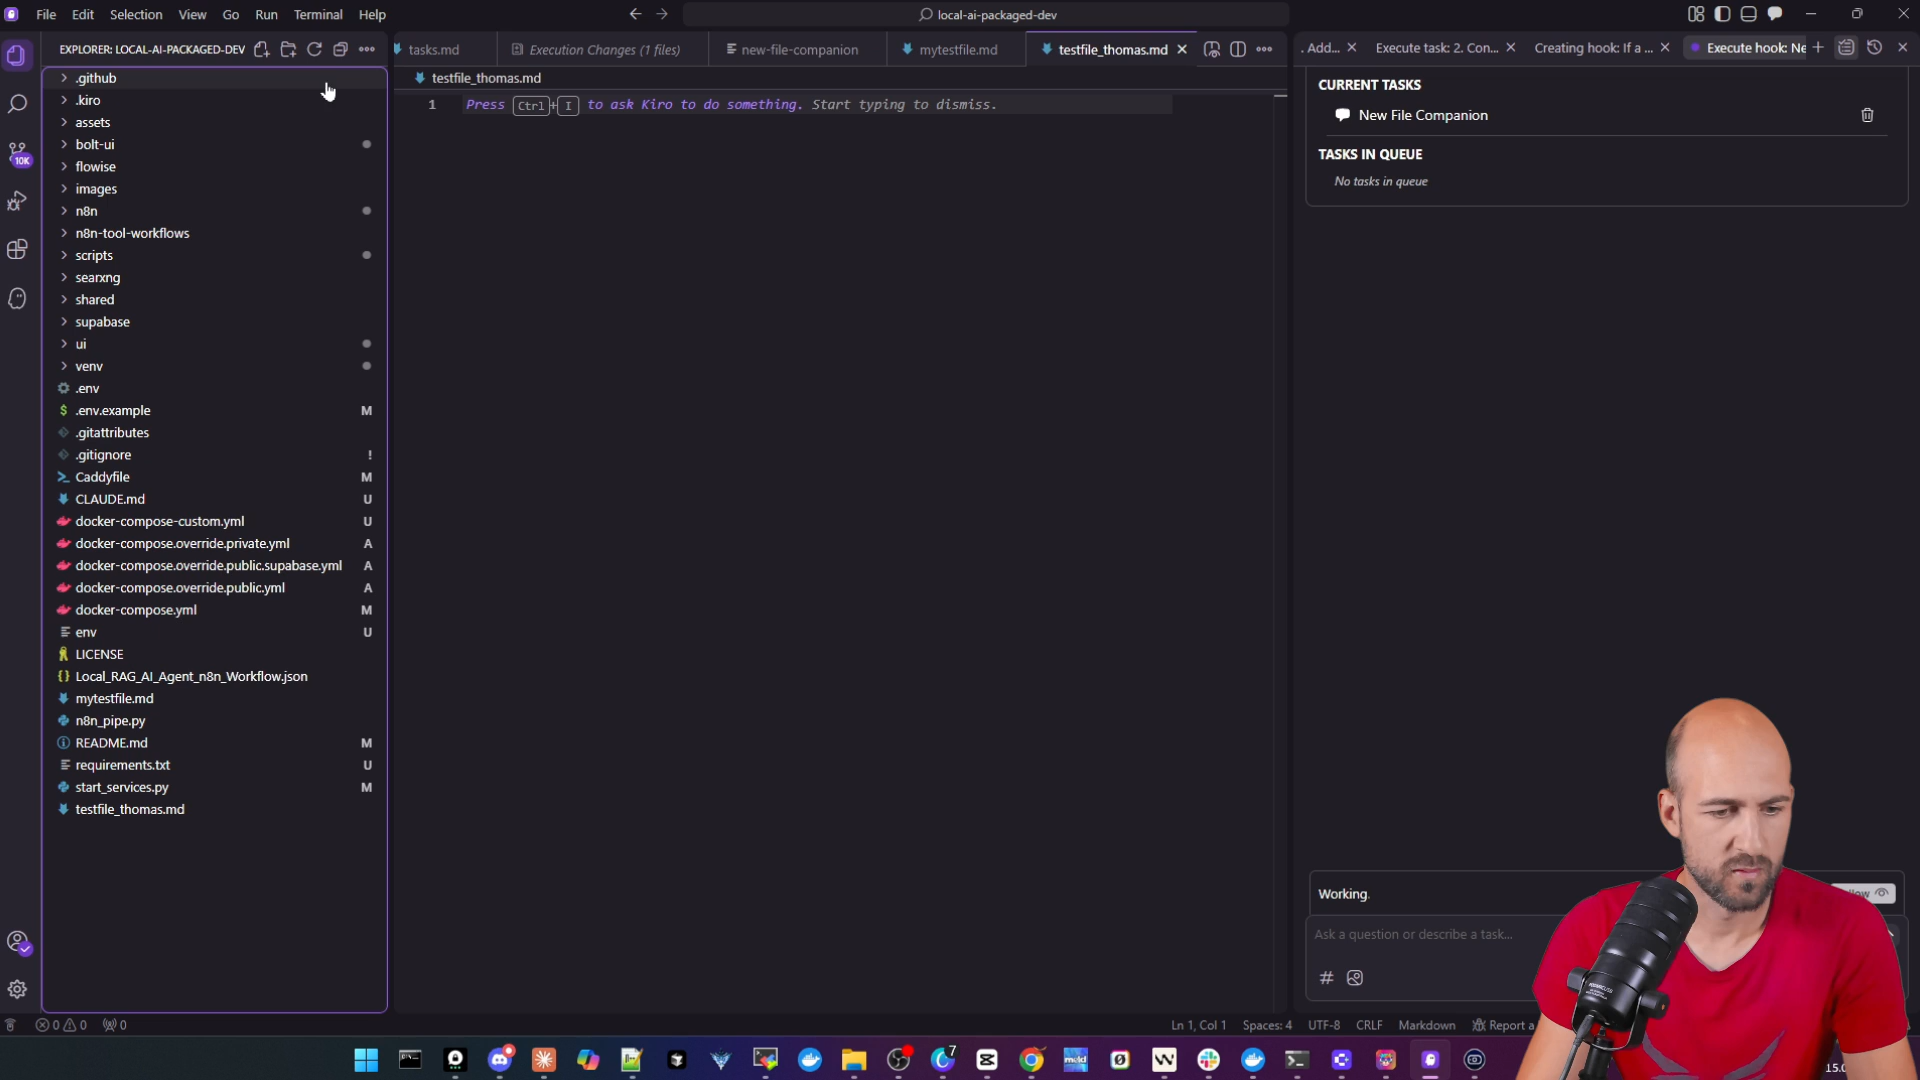 File Edit Selection View Go Run Terminal Help
local-ai-packaged-dev
EXPLORER: LOCAL-AI-PACKAGED-DEV
.github
.kiro
assets
bolt-ui
flowise
images
n8n
n8n-tool-workflows
scripts
searxng
shared
supabase
ui
venv
.env
.env.example M
.gitattributes
.gitignore !
Caddyfile M
CLAUDE.md U
docker-compose-custom.yml U
docker-compose.override.private.yml A
docker-compose.override.public.supabase.yml A
docker-compose.override.public.yml A
docker-compose.yml M
env U
LICENSE
Local_RAG_AI_Agent_n8n_Workflow.json
mytestfile.md
n8n_pipe.py
README.md M
requirements.txt U
start_services.py M
testfile_thomas.md
10K
tasks.md Execution Changes (1 files) new-file-companion mytestfile.md testfile_thomas.md
testfile_thomas.md
1 Press Ctrl+I to ask Kiro to do something. Start typing to dismiss.
. Add... Execute task: 2. Con... Creating hook: If a ... Execute hook: Ne
CURRENT TASKS
New File Companion
TASKS IN QUEUE
No tasks in queue
Working.
Ask a question or describe a task...
#
0 0 0
Ln 1, Col 1 Spaces: 4 UTF-8 CRLF Markdown Report a
7
15.0